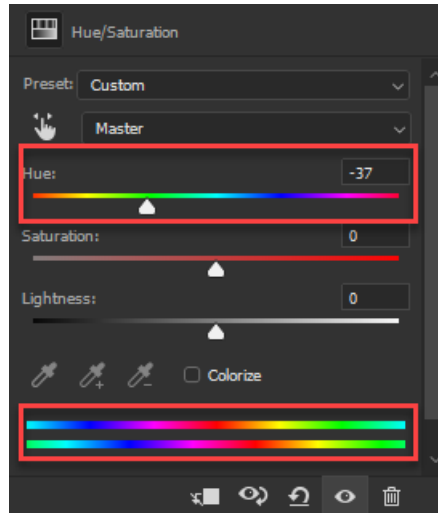 Hue/Saturation
Preset: Custom
Master
Hue: -37
Saturation: 0
Lightness: 0
Colorize